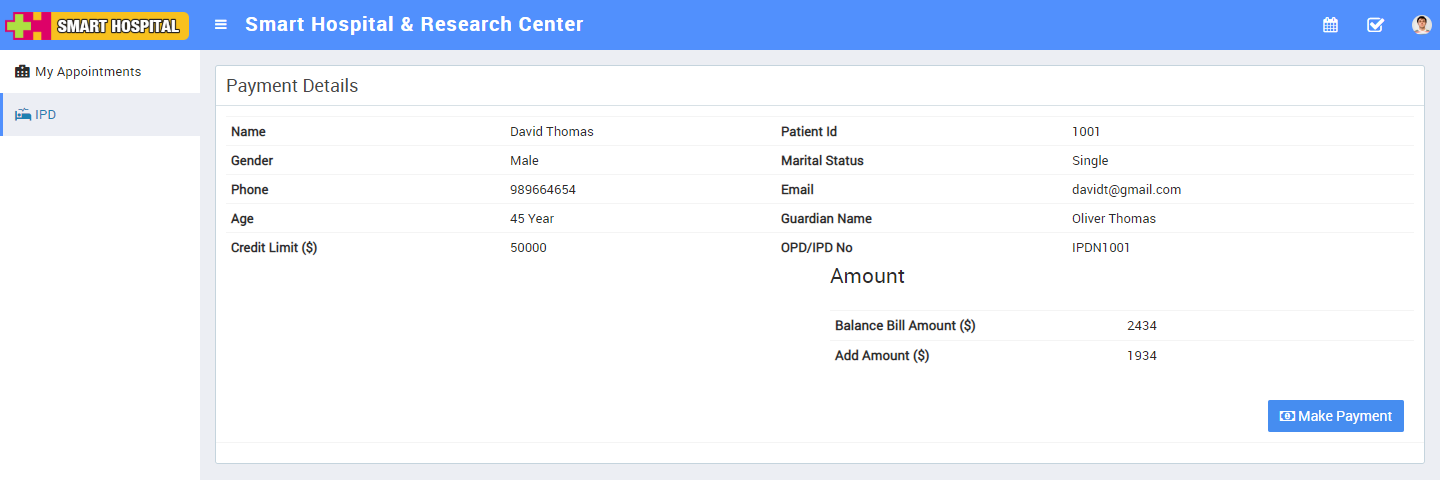 SMART HOSPITAL Smart Hospital & Research Center
My Appointments
IPD
Payment Details
Name David Thomas Patient Id 1001
Gender Male Marital Status Single
Phone 989664654 Email davidt@gmail.com
Age 45 Year Guardian Name Oliver Thomas
Credit Limit ($) 50000 OPD/IPD No IPDN1001
Amount
Balance Bill Amount ($) 2434
Add Amount ($) 1934
Make Payment